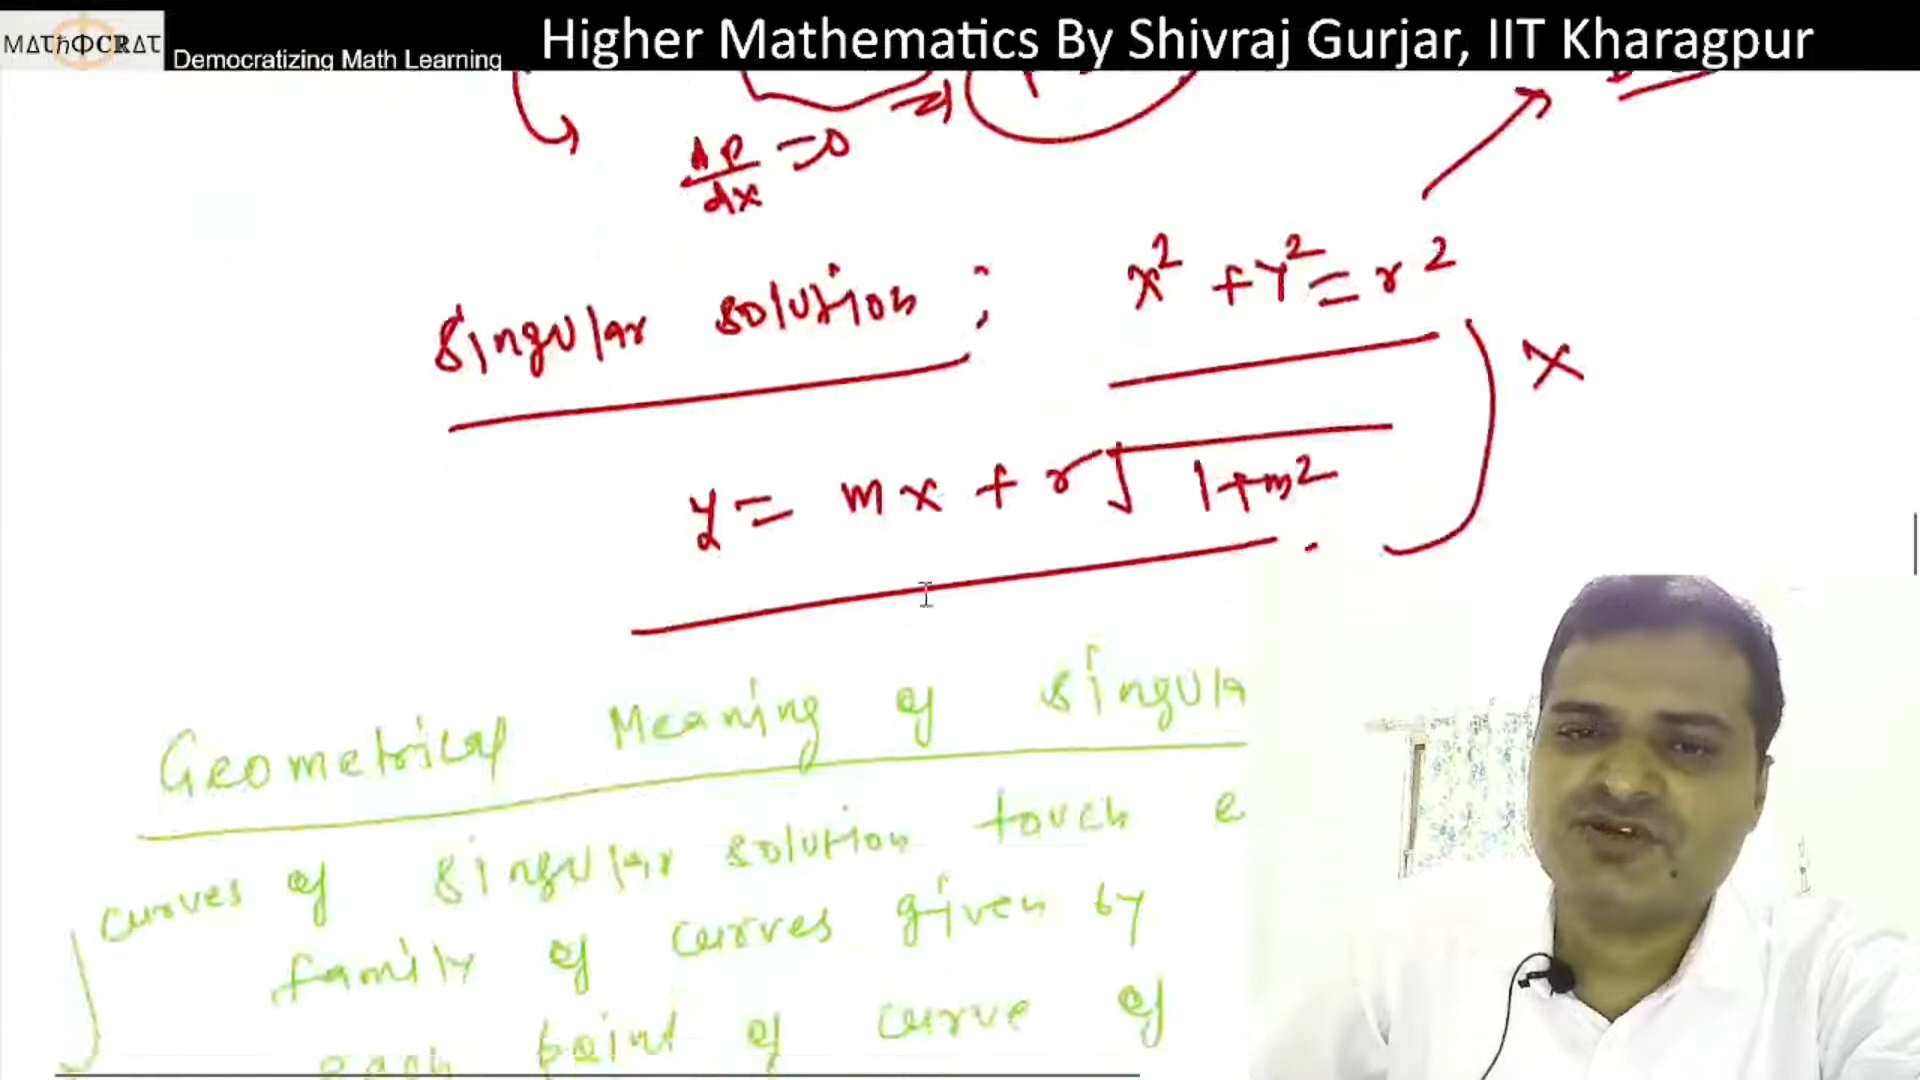 MΔTℏΦCRΔT
Democratizing Math Learning
Higher Mathematics By Shivraj Gurjar, IIT Kharagpur
dp/dx = 0 ⇒
Singular solution : x² + y² = r²
x
y = mx + r√(1+m²) .
Geometrical Meaning of Singula
curves of singular solution touch e
family of curves given by
each point of curve of